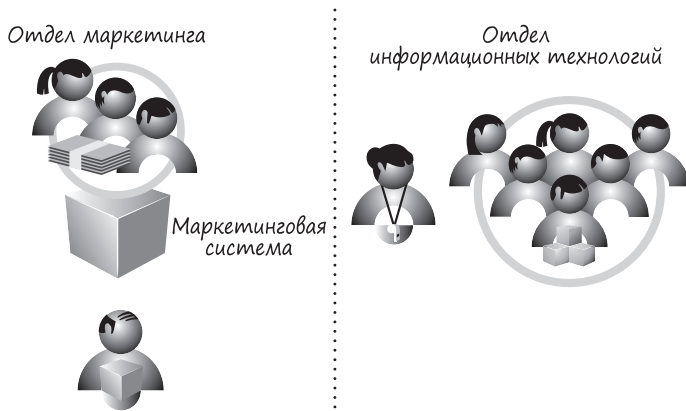 Отдел маркетинга
Отдел
информационных технологий
Маркетинговая
система